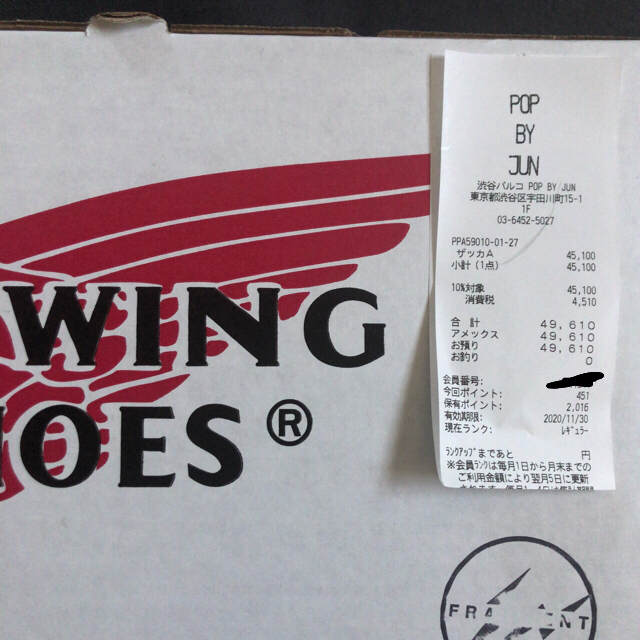 WING
SHOES®
POP
BY
JUN
渋谷パルコ POP BY JUN
東京都渋谷区宇田川町15-1
1F
03-6452-5027
PPA59010-01-27
ザッカA 45,100
小計(1点) 45,100
10%対象 45,100
消費税 4,510
合 計 49,610
アメックス 49,610
お預り 49,610
お釣り 0
会員番号:
今回ポイント: 451
保有ポイント: 2,016
有効期限: 2020/11/30
現在ランク: ﾚｷﾞｭﾗｰ
ﾗﾝｸｱｯﾌﾟまであと 円
※会員ﾗﾝｸは毎月1日から月末までの
ご利用金額により翌月5日に更新
FRA ENT